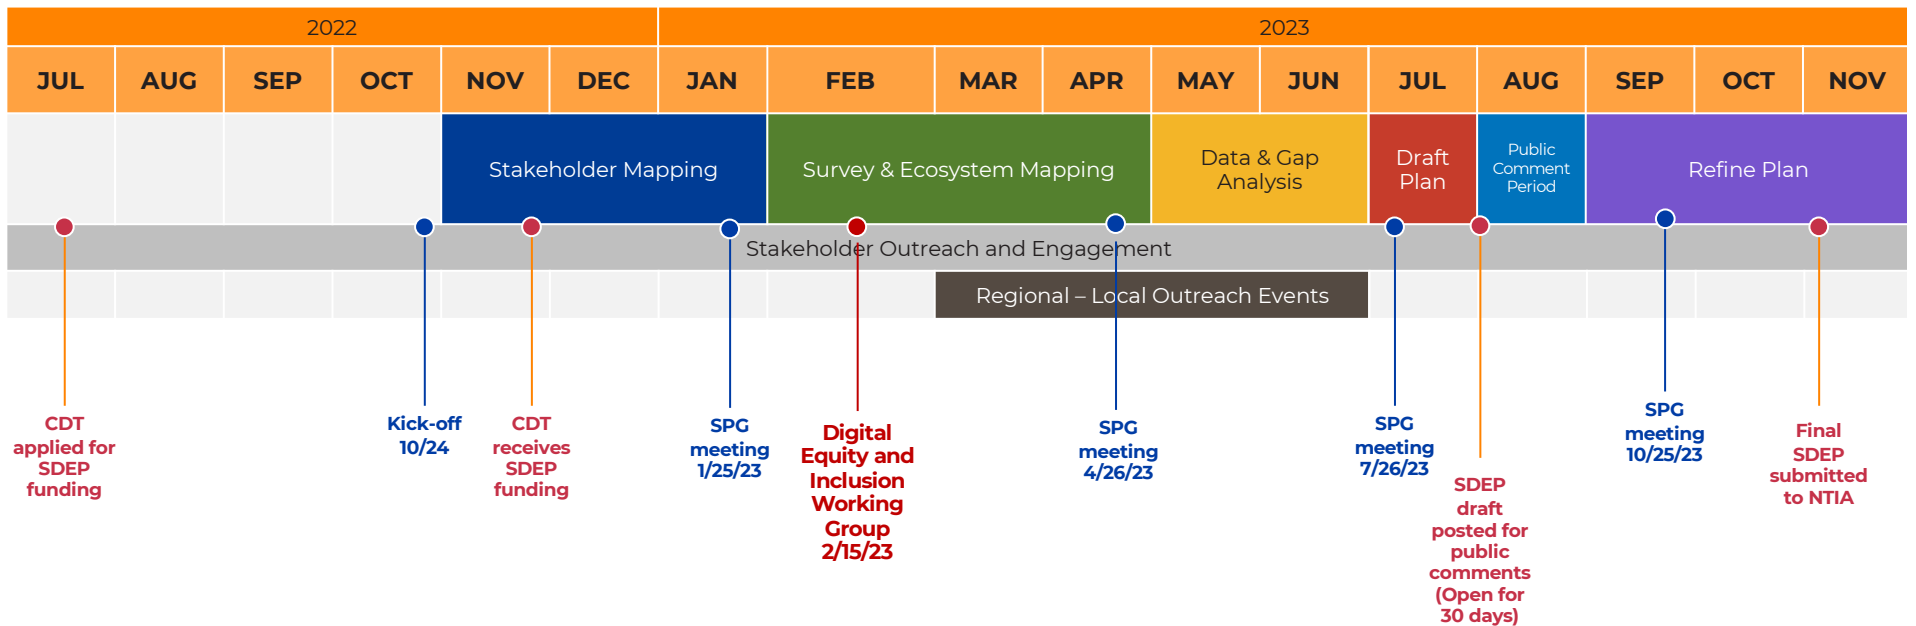 2022
2023
JUL AUG SEP OCT NOV DEC JAN FEB MAR APR MAY JUN JUL AUG SEP OCT NOV
Stakeholder Mapping
Survey & Ecosystem Mapping
Data & Gap
Analysis
Draft
Plan
Public
Comment
Period
Refine Plan
Stakeholder Outreach and Engagement
Regional – Local Outreach Events
CDT
applied for
SDEP
funding
Kick-off
10/24
CDT
receives
SDEP
funding
SPG
meeting
1/25/23
Digital
Equity and
Inclusion
Working
Group
2/15/23
SPG
meeting
4/26/23
SPG
meeting
7/26/23
SDEP
draft
posted for
public
comments
(Open for
30 days)
SPG
meeting
10/25/23
Final
SDEP
submitted
to NTIA